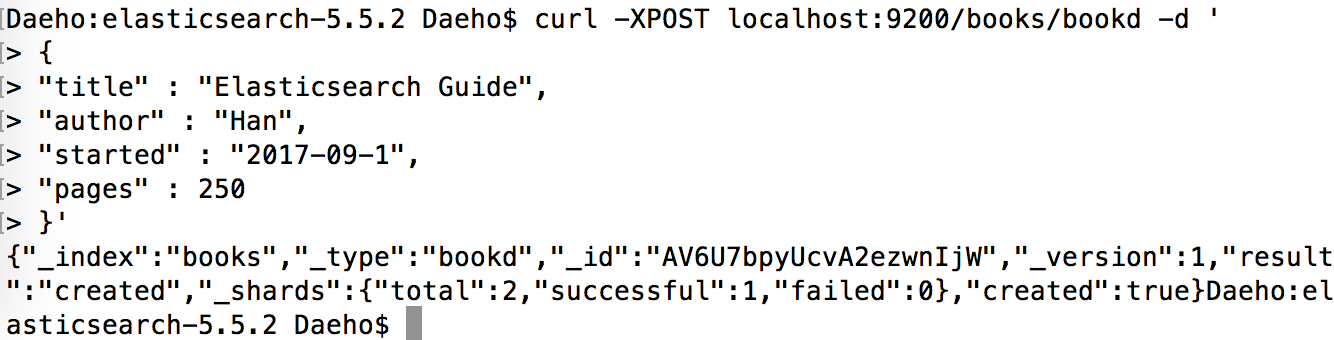 [Daeho:elasticsearch-5.5.2 Daeho$ curl -XPOST localhost:9200/books/bookd -d '
[> {
[> "title" : "Elasticsearch Guide",
[> "author" : "Han",
[> "started" : "2017-09-1",
[> "pages" : 250
[> }'
{"_index":"books","_type":"bookd","_id":"AV6U7bpyUcvA2ezwnIjW","_version":1,"result
":"created","_shards":{"total":2,"successful":1,"failed":0},"created":true}Daeho:el
asticsearch-5.5.2 Daeho$